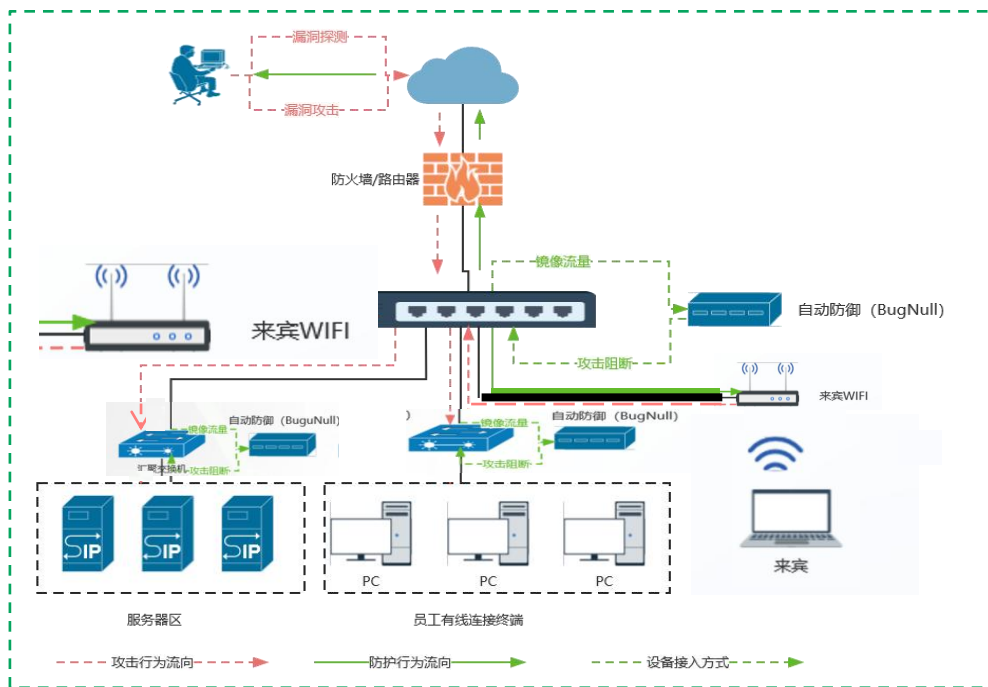 漏洞探测
漏洞攻击
防火墙/路由器
镜像流量
自动防御（BugNull）
来宾WIFI
攻击阻断
来宾WIFI
自动防御（BuguNull)
镜像流量
攻击阻断
)
自动防御（BugNull）
镜像流量
攻击阻断
SIP
SIP
SIP
PC
PC
PC
来宾
服务器区
员工有线连接终端
攻击行为流向
防护行为流向
设备接入方式